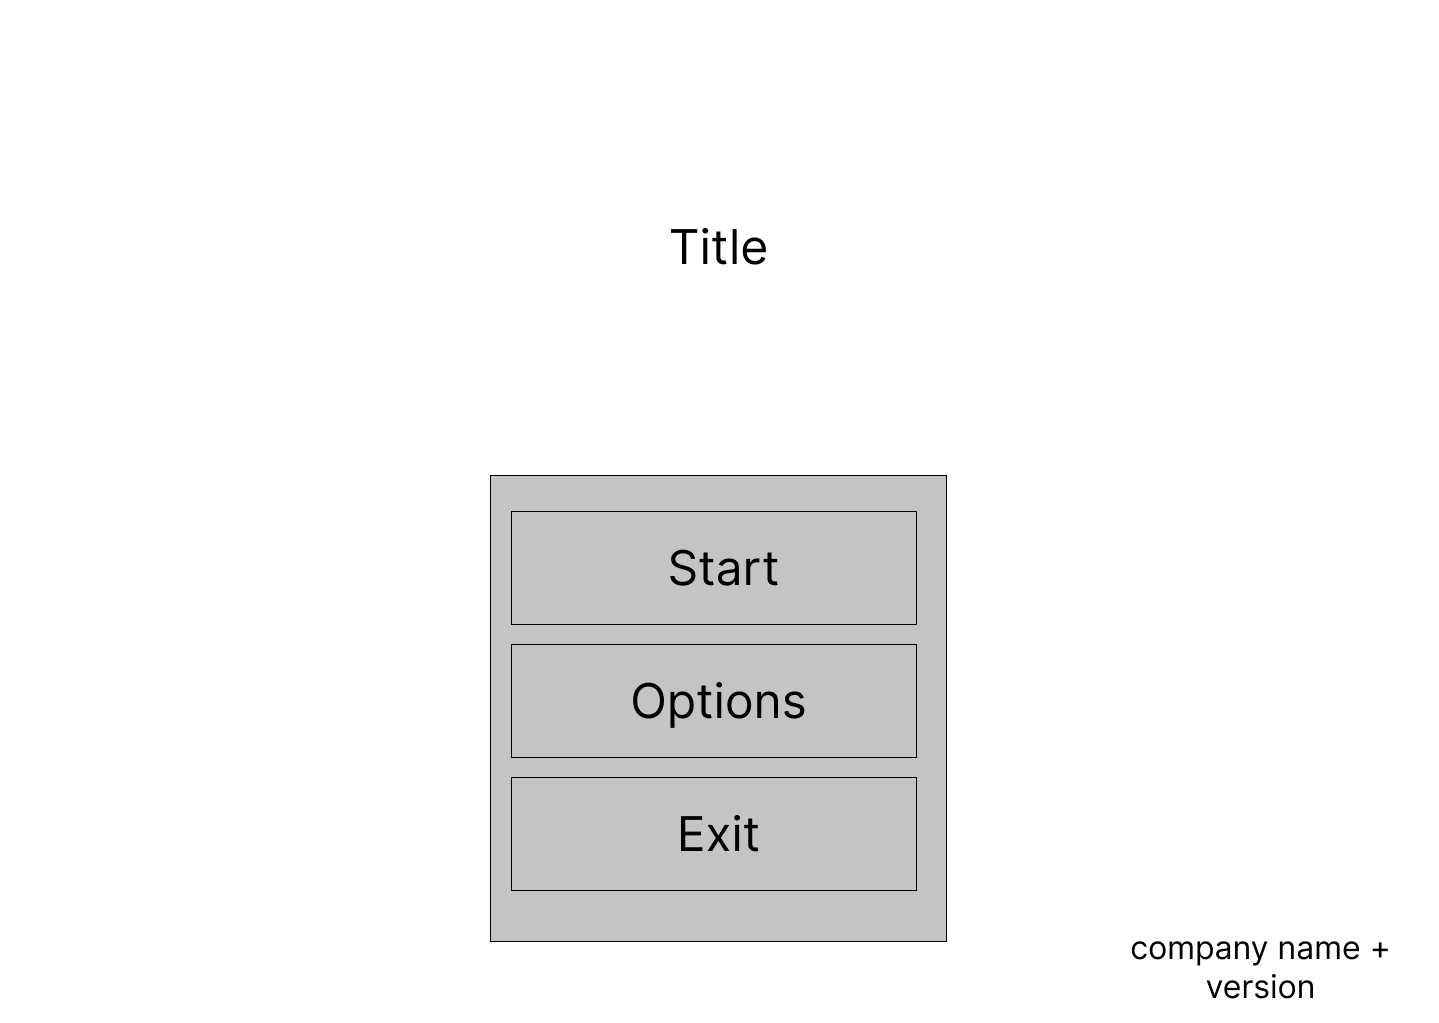 Title
Start
Options
Exit
company name +
version